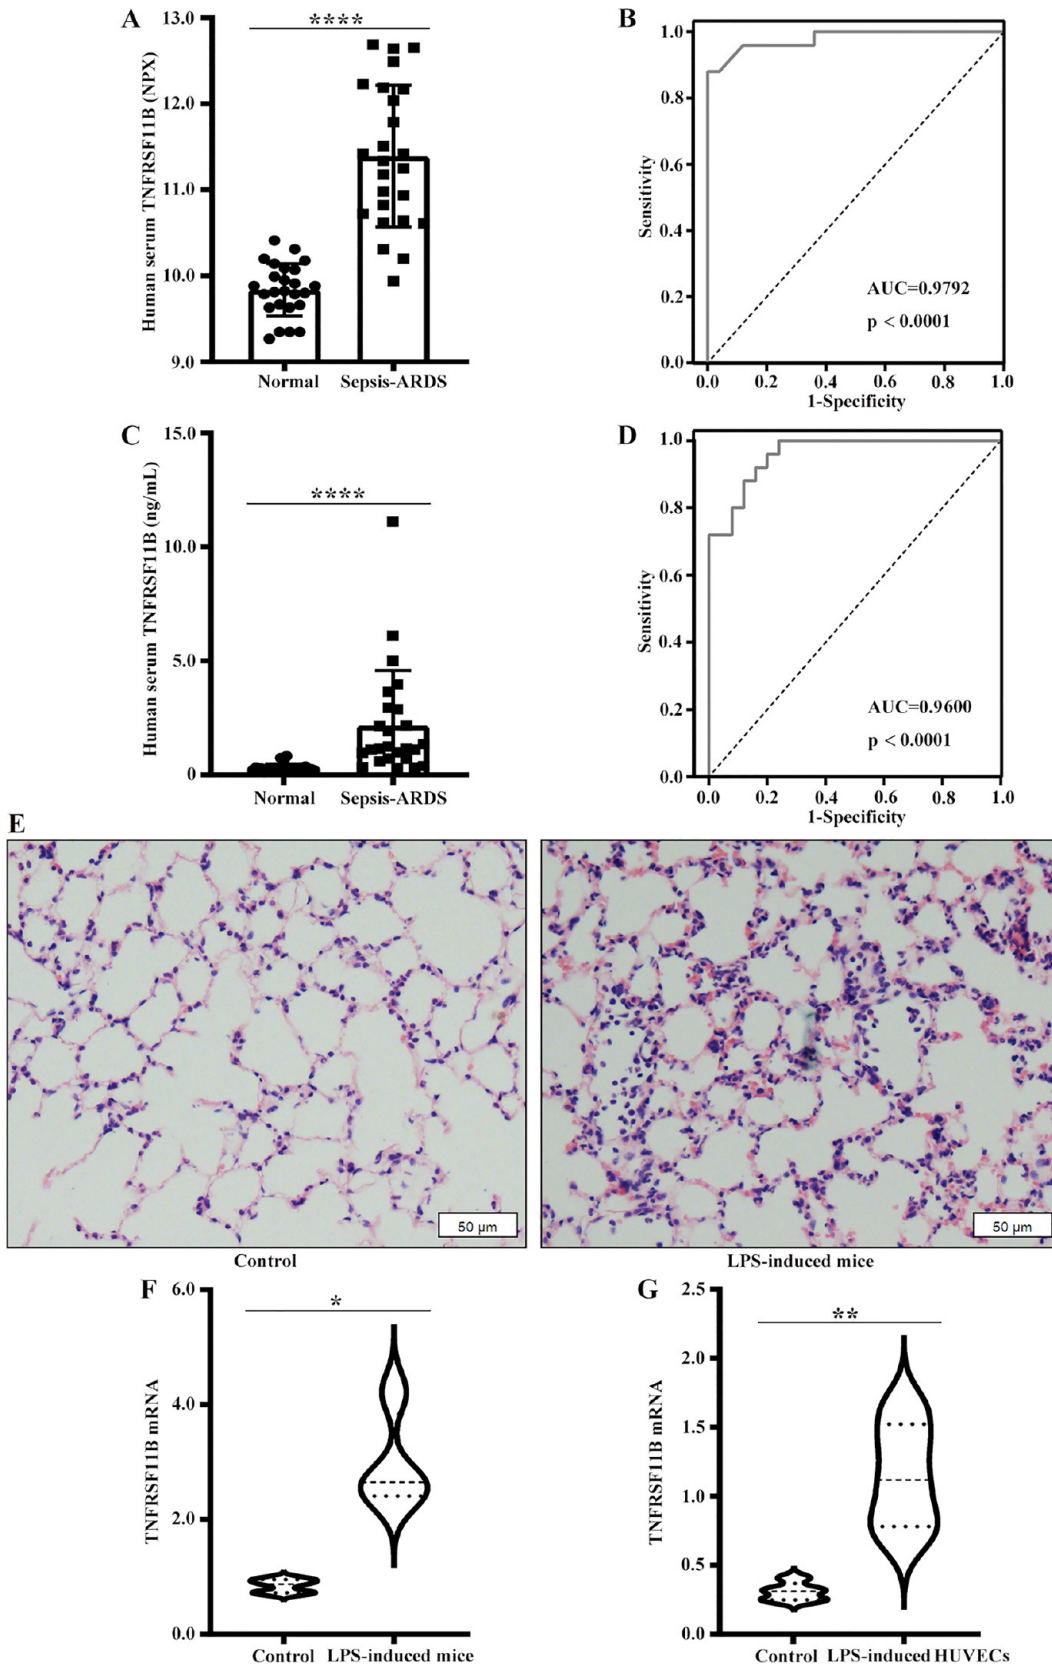 A
Human serum TNFRSF11B (NPX)
13.0
12.0
11.0
10.0
9.0
****
Normal
Sepsis-ARDS
B
Sensitivity
1.0
0.8
0.6
0.4
0.2
0.0
AUC=0.9792
p < 0.0001
0.0 0.2 0.4 0.6 0.8 1.0
1-Specificity
C
Human serum TNFRSF11B (ng/mL)
15.0
10.0
5.0
0
****
Normal
Sepsis-ARDS
D
Sensitivity
1.0
0.8
0.6
0.4
0.2
0.0
AUC=0.9600
p < 0.0001
0.0 0.2 0.4 0.6 0.8 1.0
1-Specificity
E
50 µm
50 µm
Control
LPS-induced mice
F
TNFRSF11B mRNA
6.0
4.0
2.0
0.0
*
Control
LPS-induced mice
G
TNFRSF11B mRNA
2.5
2.0
1.5
1.0
0.5
0.0
**
Control
LPS-induced HUVECs